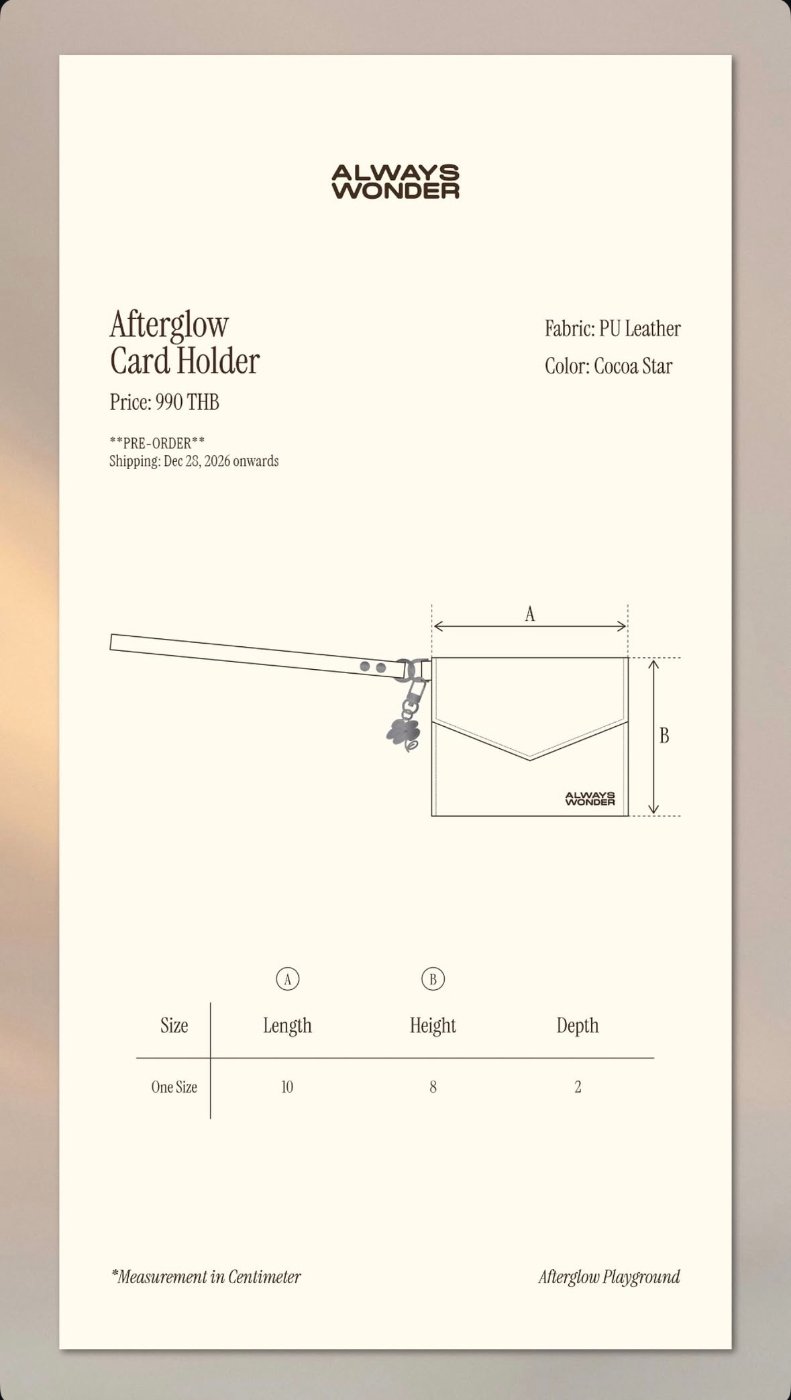 ALWAYS
WONDER
Afterglow
Card Holder
Price: 990 THB
**PRE-ORDER**
Shipping: Dec 28, 2026 onwards
Fabric: PU Leather
Color: Cocoa Star
A
B
ALWAYS
WONDER
A B
Size Length Height Depth
One Size 10 8 2
*Measurement in Centimeter
Afterglow Playground